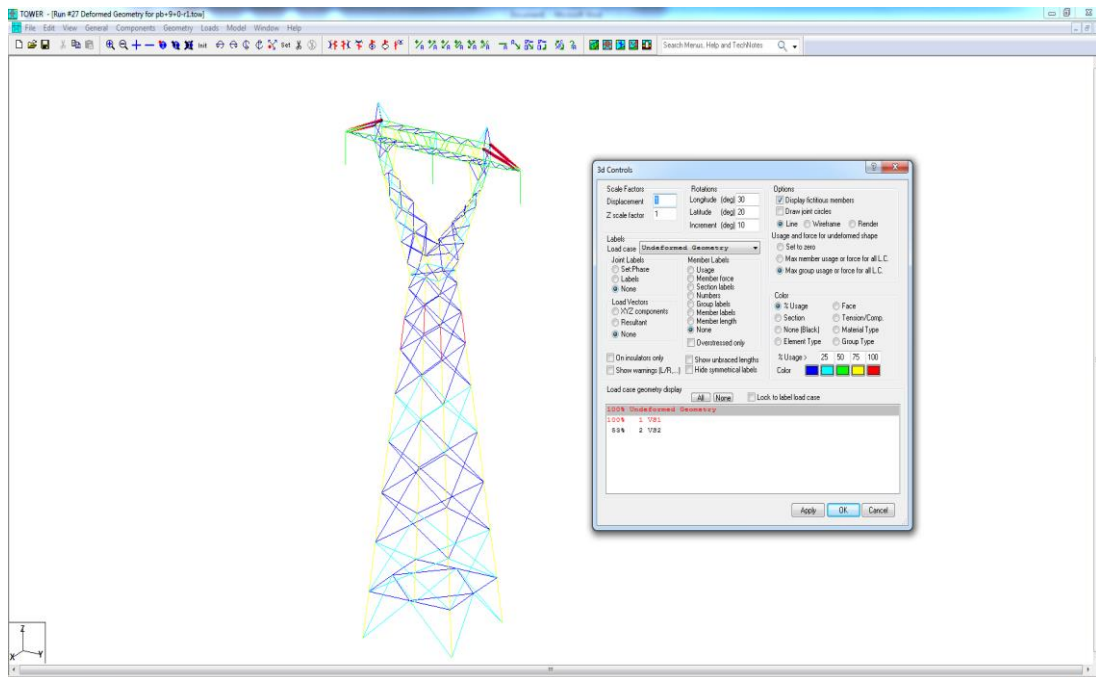 TOWER - [Run #27 Deformed Geometry for pb+9+0-r1.tow]
File Edit View General Components Geometry Loads Model Window Help
Init
Set
Search Menus, Help and TechNotes
3d Controls
Scale Factors
Displacement 1
Z scale factor 1
Rotations
Longitude (deg) 30
Latitude (deg) 20
Increment (deg) 10
Options
Display fictitious members
Draw joint circles
Line Wireframe Render
Usage and force for undeformed shape
Set to zero
Max member usage or force for all L.C.
Max group usage or force for all L.C.
Labels
Load case Undeformed Geometry
Joint Labels
Set:Phase
Labels
None
Load Vectors
XYZ components
Resultant
None
Member Labels
Usage
Member force
Section labels
Numbers
Group labels
Member labels
Member length
None
Overstressed only
On insulators only
Show unbraced lengths
Show warnings (L/R,...)
Hide symmetrical labels
Color
% Usage Face
Section Tension/Comp.
None (Black) Material Type
Element Type Group Type
% Usage > 25 50 75 100
Color
Load case geometry display
All None
Lock to label load case
100% Undeformed Geometry
100% 1 VS1
2 VS2
Apply OK Cancel
Z
X Y